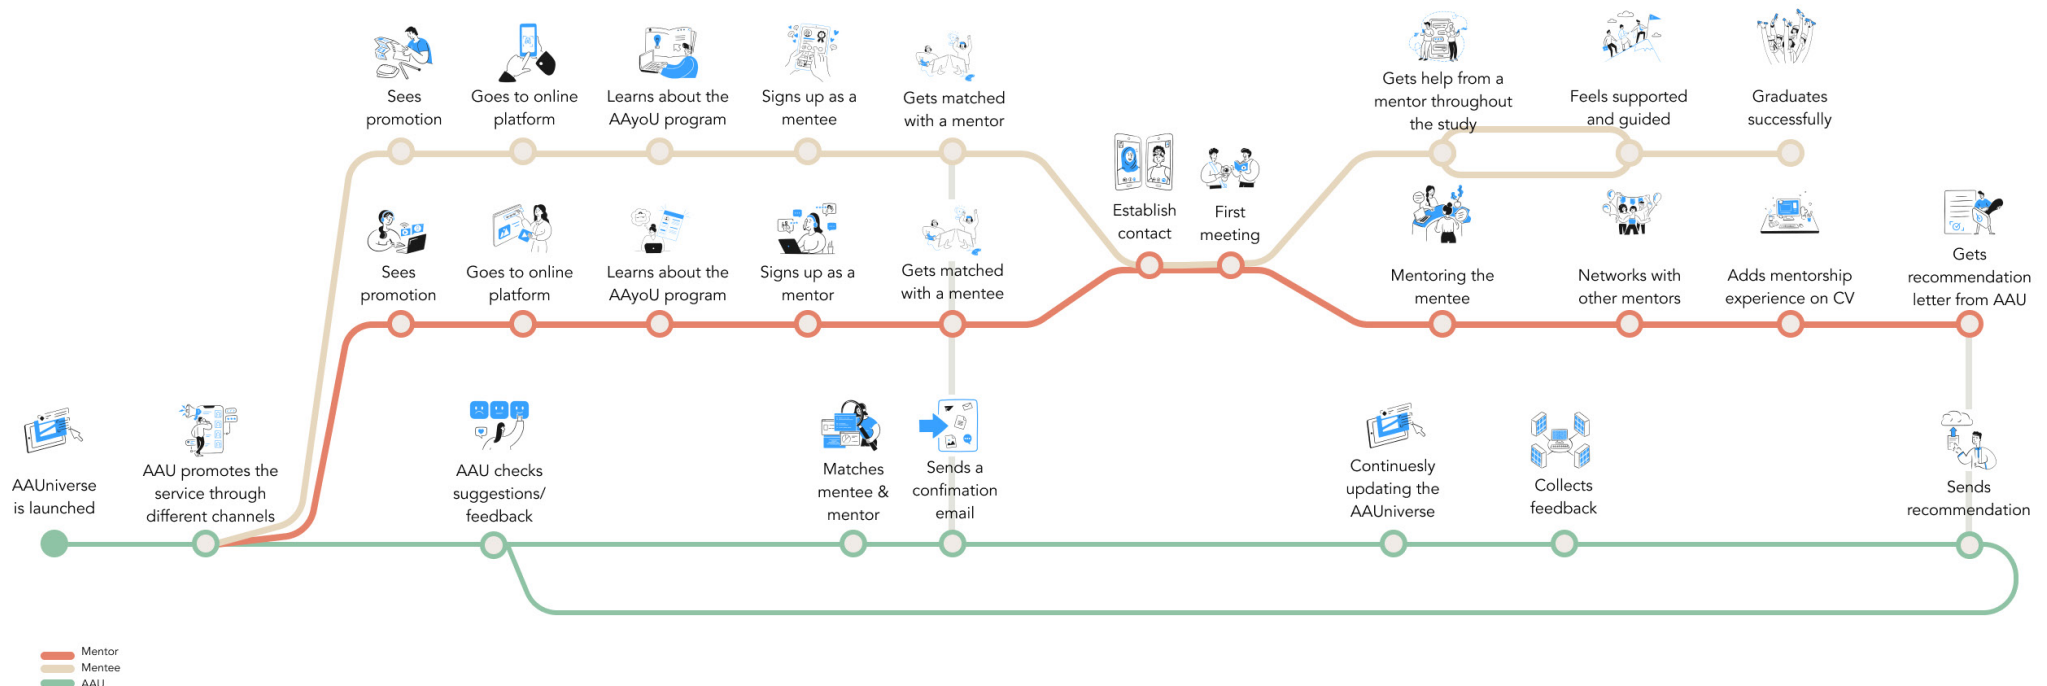 Sees
promotion
Goes to online
platform
Learns about the
AAyoU program
Signs up as a
mentee
Gets matched
with a mentor
Establish
contact
First
meeting
Gets help from a
mentor throughout
the study
Feels supported
and guided
Graduates
successfully
Sees
promotion
Goes to online
platform
Learns about the
AAyoU program
Signs up as a
mentor
Gets matched
with a mentee
Mentoring the
mentee
Networks with
other mentors
Adds mentorship
experience on CV
Gets
recommendation
letter from AAU
AAUniverse
is launched
AAU promotes the
service through
different channels
AAU checks
suggestions/
feedback
Matches
mentee &
mentor
Sends a
confimation
email
Continuesly
updating the
AAUniverse
Collects
feedback
Sends
recommendation
Mentor
Mentee
AAU